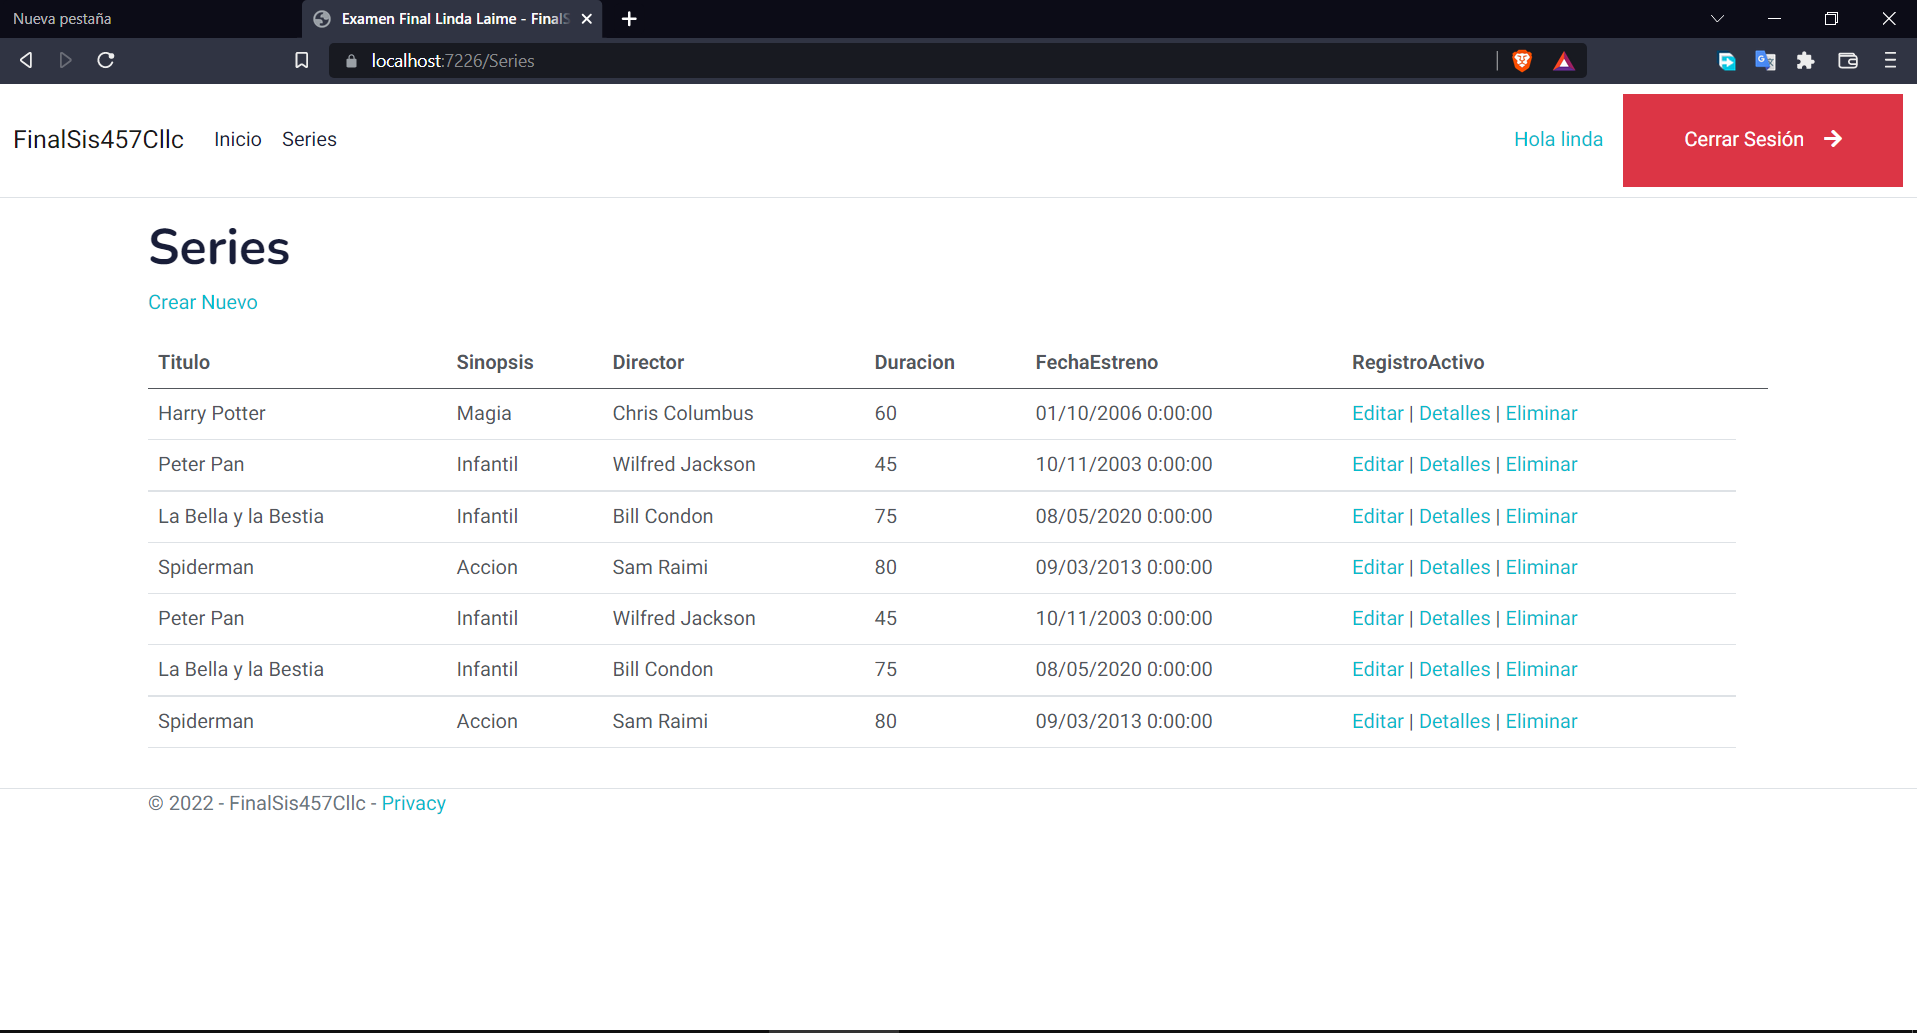 Nueva pestaña
Examen Final Linda Laime - FinalS
localhost:7226/Series
FinalSis457Cllc Inicio Series Hola linda Cerrar Sesión →
Series
Crear Nuevo
Titulo Sinopsis Director Duracion FechaEstreno RegistroActivo
Harry Potter Magia Chris Columbus 60 01/10/2006 0:00:00 Editar | Detalles | Eliminar
Peter Pan Infantil Wilfred Jackson 45 10/11/2003 0:00:00 Editar | Detalles | Eliminar
La Bella y la Bestia Infantil Bill Condon 75 08/05/2020 0:00:00 Editar | Detalles | Eliminar
Spiderman Accion Sam Raimi 80 09/03/2013 0:00:00 Editar | Detalles | Eliminar
Peter Pan Infantil Wilfred Jackson 45 10/11/2003 0:00:00 Editar | Detalles | Eliminar
La Bella y la Bestia Infantil Bill Condon 75 08/05/2020 0:00:00 Editar | Detalles | Eliminar
Spiderman Accion Sam Raimi 80 09/03/2013 0:00:00 Editar | Detalles | Eliminar
© 2022 - FinalSis457Cllc - Privacy